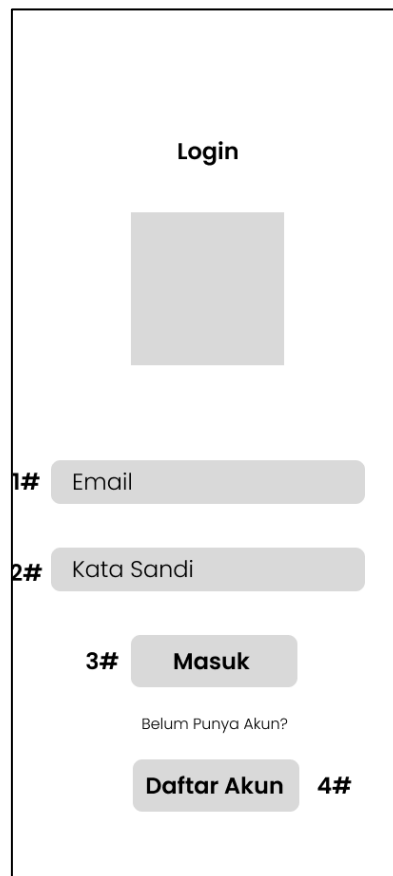 Login
1# Email
2# Kata Sandi
3# Masuk
Belum Punya Akun?
Daftar Akun 4#